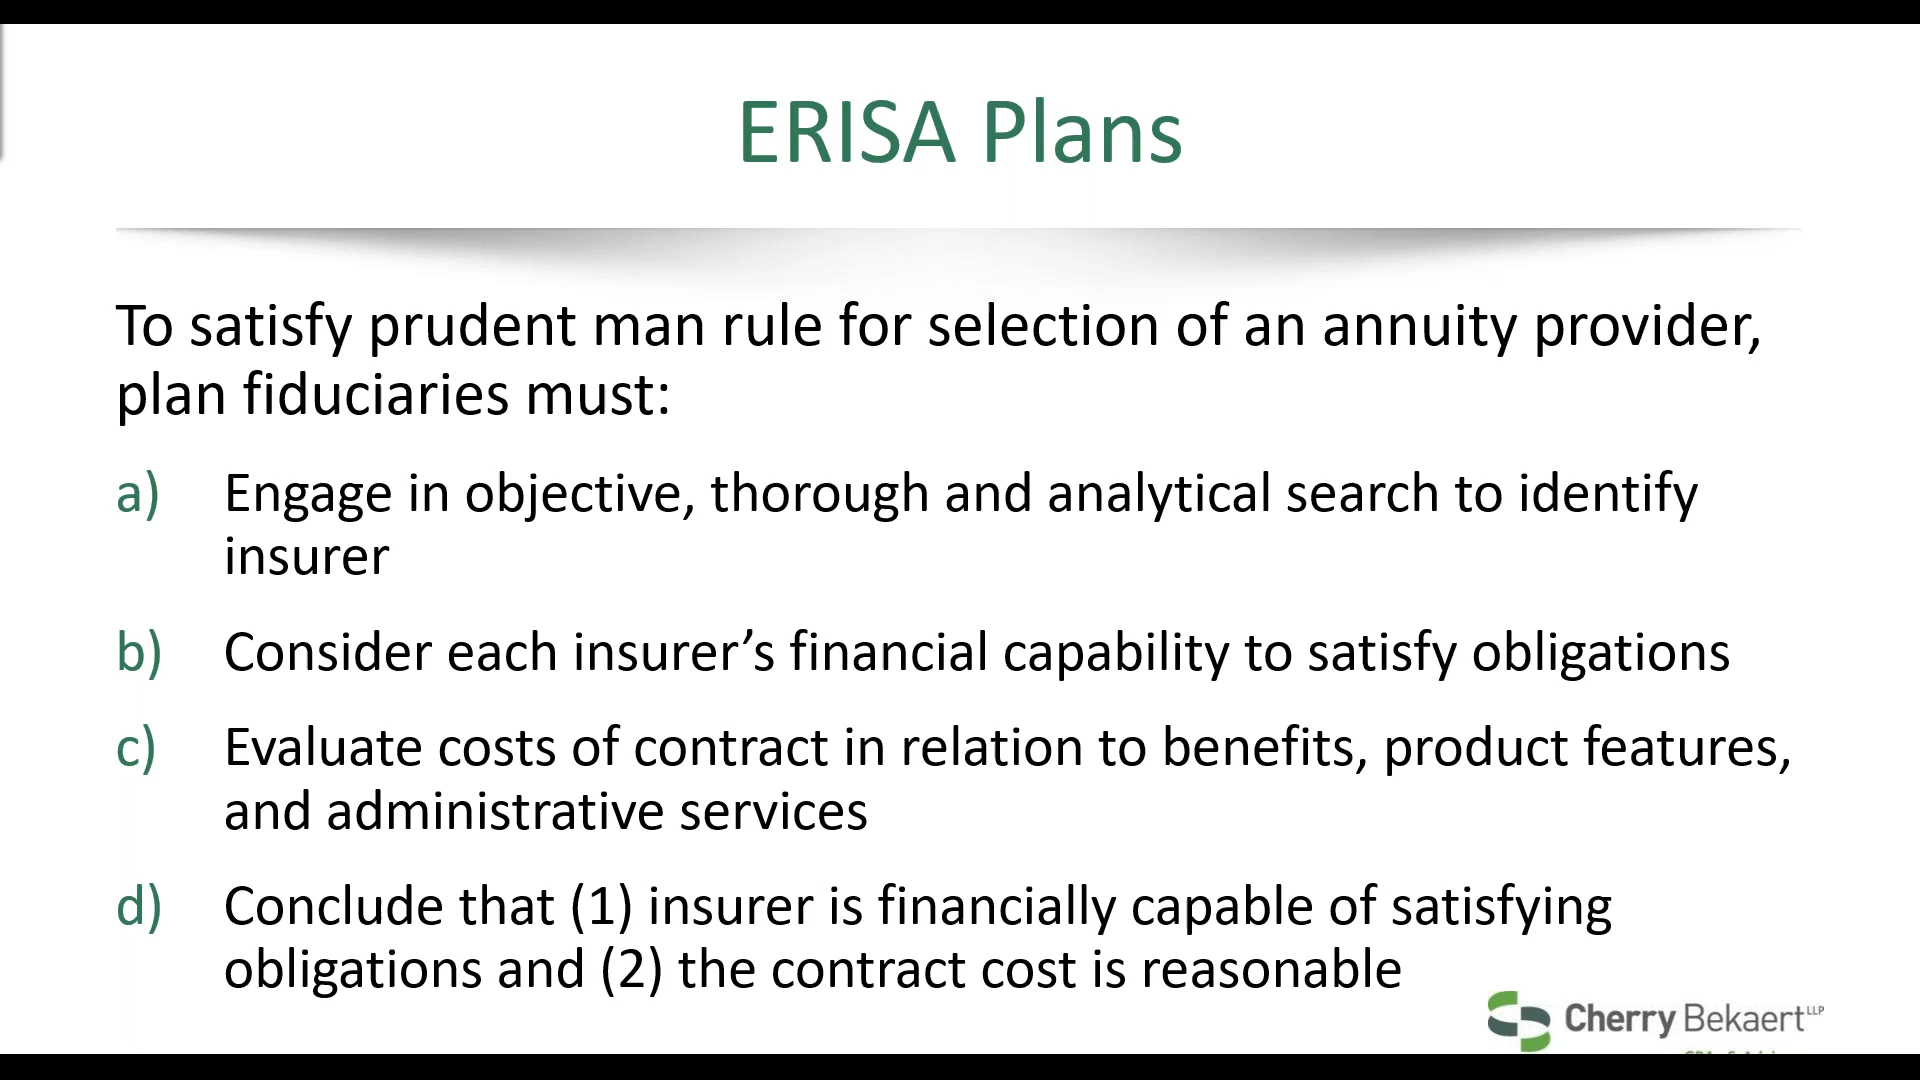 ERISA Plans
To satisfy prudent man rule for selection of an annuity provider,
plan fiduciaries must:
a) Engage in objective, thorough and analytical search to identify
insurer
b) Consider each insurer’s financial capability to satisfy obligations
c) Evaluate costs of contract in relation to benefits, product features,
and administrative services
d) Conclude that (1) insurer is financially capable of satisfying
obligations and (2) the contract cost is reasonable
Cherry Bekaert LLP